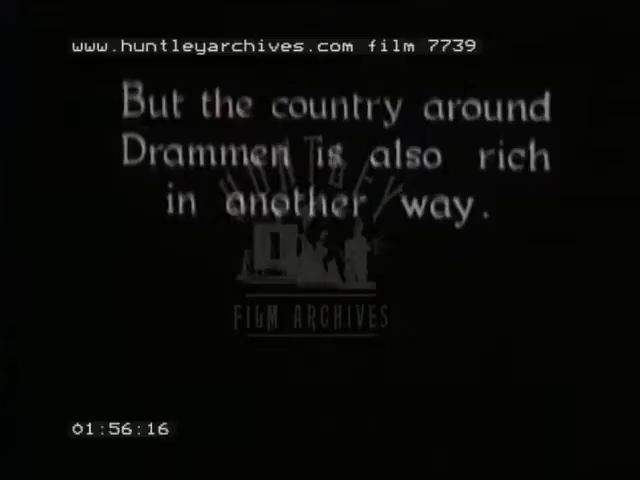 www.huntleyarchives.com film 7739
But the country around
Drammen is also rich
in another way.
HUNTLEY
FILM ARCHIVES
01:56:16